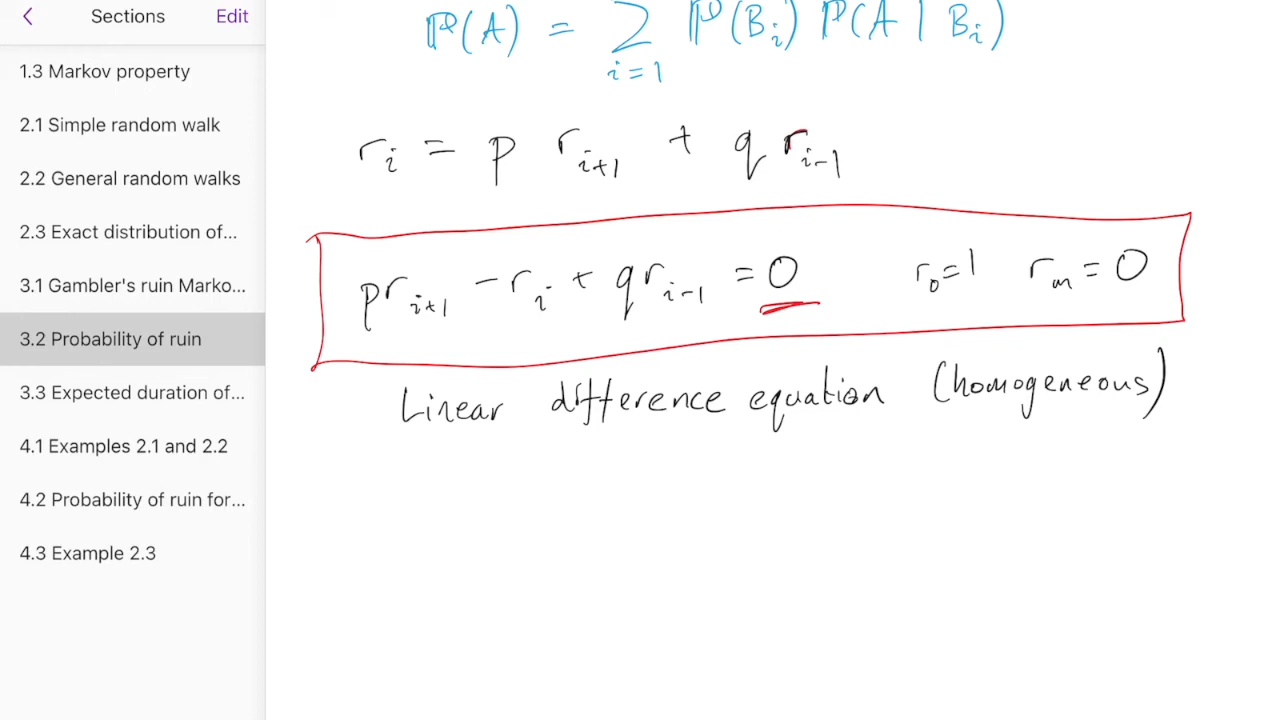 Sections
Edit
1.3 Markov property
2.1 Simple random walk
2.2 General random walks
2.3 Exact distribution of...
3.1 Gambler's ruin Marko...
3.2 Probability of ruin
3.3 Expected duration of...
4.1 Examples 2.1 and 2.2
4.2 Probability of ruin for...
4.3 Example 2.3
ℙ(A) = ∑_{i=1} ℙ(B_i) ℙ(A | B_i)
r_i = p r_{i+1} + q r_{i-1}
p r_{i+1} - r_i + q r_{i-1} = 0 r_0 = 1 r_m = 0
Linear difference equation (homogeneous)